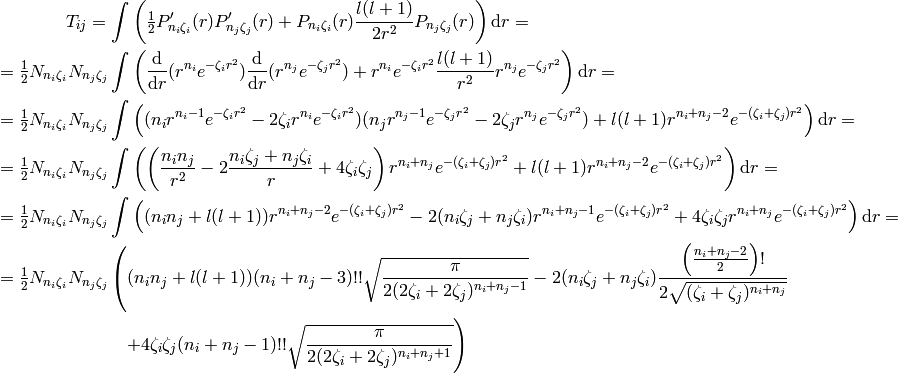 $T_{ij} = \int \left( \tfrac{1}{2} P'_{n_i\zeta_i}(r) P'_{n_j\zeta_j}(r) + P_{n_i\zeta_i}(r) \frac{l(l+1)}{2r^2} P_{n_j\zeta_j}(r) \right) \mathrm{d}r =$
$= \tfrac{1}{2} N_{n_i\zeta_i} N_{n_j\zeta_j} \int \left( \frac{\mathrm{d}}{\mathrm{d}r}(r^{n_i} e^{-\zeta_i r^2}) \frac{\mathrm{d}}{\mathrm{d}r}(r^{n_j} e^{-\zeta_j r^2}) + r^{n_i} e^{-\zeta_i r^2} \frac{l(l+1)}{r^2} r^{n_j} e^{-\zeta_j r^2} \right) \mathrm{d}r =$
$= \tfrac{1}{2} N_{n_i\zeta_i} N_{n_j\zeta_j} \int \left( (n_i r^{n_i-1} e^{-\zeta_i r^2} - 2\zeta_i r^{n_i} e^{-\zeta_i r^2})(n_j r^{n_j-1} e^{-\zeta_j r^2} - 2\zeta_j r^{n_j} e^{-\zeta_j r^2}) + l(l+1) r^{n_i+n_j-2} e^{-(\zeta_i+\zeta_j)r^2} \right) \mathrm{d}r =$
$= \tfrac{1}{2} N_{n_i\zeta_i} N_{n_j\zeta_j} \int \left( \left( \frac{n_i n_j}{r^2} - 2\frac{n_i\zeta_j + n_j\zeta_i}{r} + 4\zeta_i\zeta_j \right) r^{n_i+n_j} e^{-(\zeta_i+\zeta_j)r^2} + l(l+1) r^{n_i+n_j-2} e^{-(\zeta_i+\zeta_j)r^2} \right) \mathrm{d}r =$
$= \tfrac{1}{2} N_{n_i\zeta_i} N_{n_j\zeta_j} \int \left( (n_i n_j + l(l+1)) r^{n_i+n_j-2} e^{-(\zeta_i+\zeta_j)r^2} - 2(n_i\zeta_j + n_j\zeta_i) r^{n_i+n_j-1} e^{-(\zeta_i+\zeta_j)r^2} + 4\zeta_i\zeta_j r^{n_i+n_j} e^{-(\zeta_i+\zeta_j)r^2} \right) \mathrm{d}r =$
$= \tfrac{1}{2} N_{n_i\zeta_i} N_{n_j\zeta_j} \left( (n_i n_j + l(l+1))(n_i+n_j-3)!! \sqrt{\frac{\pi}{2(2\zeta_i+2\zeta_j)^{n_i+n_j-1}}} - 2(n_i\zeta_j + n_j\zeta_i) \frac{\left(\frac{n_i+n_j-2}{2}\right)!}{2\sqrt{(\zeta_i+\zeta_j)^{n_i+n_j}}} \right.$
$\left. + 4\zeta_i\zeta_j (n_i+n_j-1)!! \sqrt{\frac{\pi}{2(2\zeta_i+2\zeta_j)^{n_i+n_j+1}}} \right)$